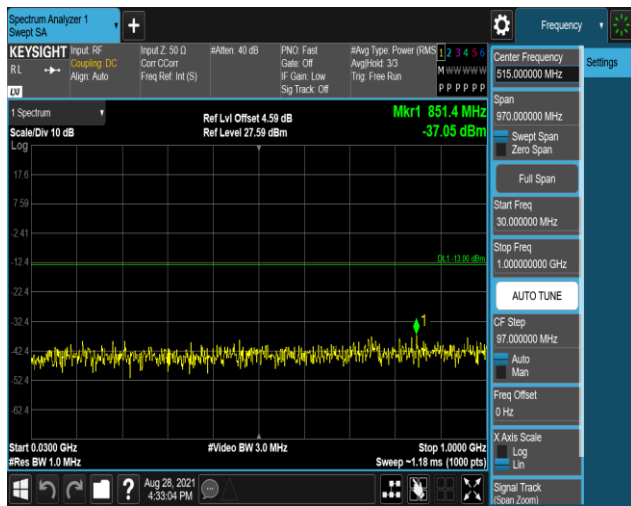 Spectrum Analyzer 1
Swept SA
+
Frequency
KEYSIGHT
RL
LXI
Input: RF
Coupling: DC
Align: Auto
Input Z: 50 Ω
Corr CCorr
Freq Ref: Int (S)
#Atten: 40 dB
PNO: Fast
Gate: Off
IF Gain: Low
Sig Track: Off
#Avg Type: Power (RMS
Avg|Hold: 3/3
Trig: Free Run
1 2 3 4 5 6
M W W W W W
P P P P P P
1 Spectrum
Scale/Div 10 dB
Log
Ref Lvl Offset 4.59 dB
Ref Level 27.59 dBm
Mkr1 851.4 MHz
-37.05 dBm
17.6
7.59
-2.41
-12.4
DL1 -13.00 dBm
-22.4
-32.4
1
-42.4
-52.4
-62.4
Start 0.0300 GHz
#Res BW 1.0 MHz
#Video BW 3.0 MHz
Stop 1.0000 GHz
Sweep ~1.18 ms (1000 pts)
?
Aug 28, 2021
4:33:04 PM
Settings
Center Frequency
515.000000 MHz
Span
970.000000 MHz
Swept Span
Zero Span
Full Span
Start Freq
30.000000 MHz
Stop Freq
1.000000000 GHz
AUTO TUNE
CF Step
97.000000 MHz
Auto
Man
Freq Offset
0 Hz
X Axis Scale
Log
Lin
Signal Track
(Span Zoom)